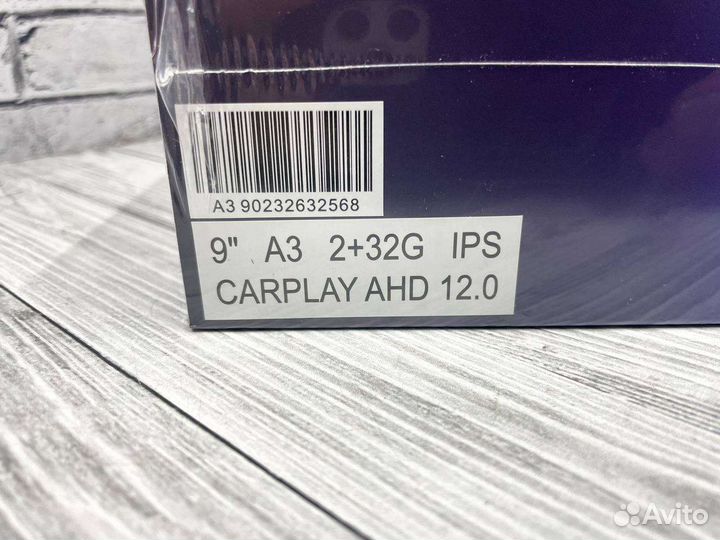 A3 90232632568
9" A3 2+32G IPS
CARPLAY AHD 12.0
Avito